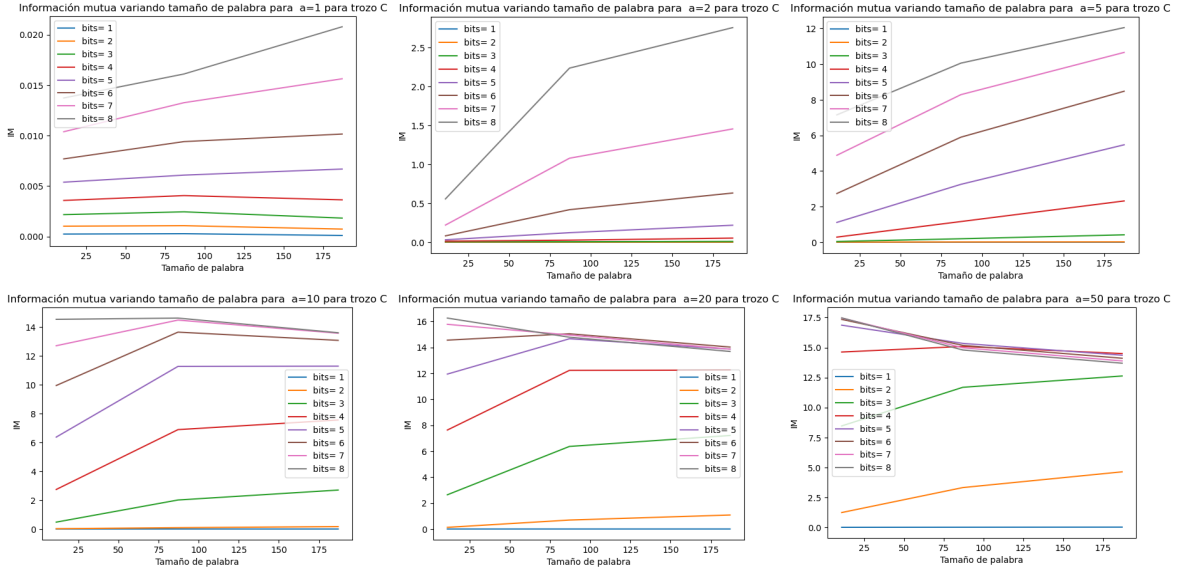 Información mutua variando tamaño de palabra para a=1 para trozo C
IM
0.020
0.015
0.010
0.005
0.000
bits= 1
bits= 2
bits= 3
bits= 4
bits= 5
bits= 6
bits= 7
bits= 8
25 50 75 100 125 150 175
Tamaño de palabra
Información mutua variando tamaño de palabra para a=2 para trozo C
IM
2.5
2.0
1.5
1.0
0.5
0.0
bits= 1
bits= 2
bits= 3
bits= 4
bits= 5
bits= 6
bits= 7
bits= 8
25 50 75 100 125 150 175
Tamaño de palabra
Información mutua variando tamaño de palabra para a=5 para trozo C
IM
12
10
8
6
4
2
0
bits= 1
bits= 2
bits= 3
bits= 4
bits= 5
bits= 6
bits= 7
bits= 8
25 50 75 100 125 150 175
Tamaño de palabra
Información mutua variando tamaño de palabra para a=10 para trozo C
IM
14
12
10
8
6
4
2
0
bits= 1
bits= 2
bits= 3
bits= 4
bits= 5
bits= 6
bits= 7
bits= 8
25 50 75 100 125 150 175
Tamaño de palabra
Información mutua variando tamaño de palabra para a=20 para trozo C
IM
16
14
12
10
8
6
4
2
0
bits= 1
bits= 2
bits= 3
bits= 4
bits= 5
bits= 6
bits= 7
bits= 8
25 50 75 100 125 150 175
Tamaño de palabra
Información mutua variando tamaño de palabra para a=50 para trozo C
IM
17.5
15.0
12.5
10.0
7.5
5.0
2.5
0.0
bits= 1
bits= 2
bits= 3
bits= 4
bits= 5
bits= 6
bits= 7
bits= 8
25 50 75 100 125 150 175
Tamaño de palabra